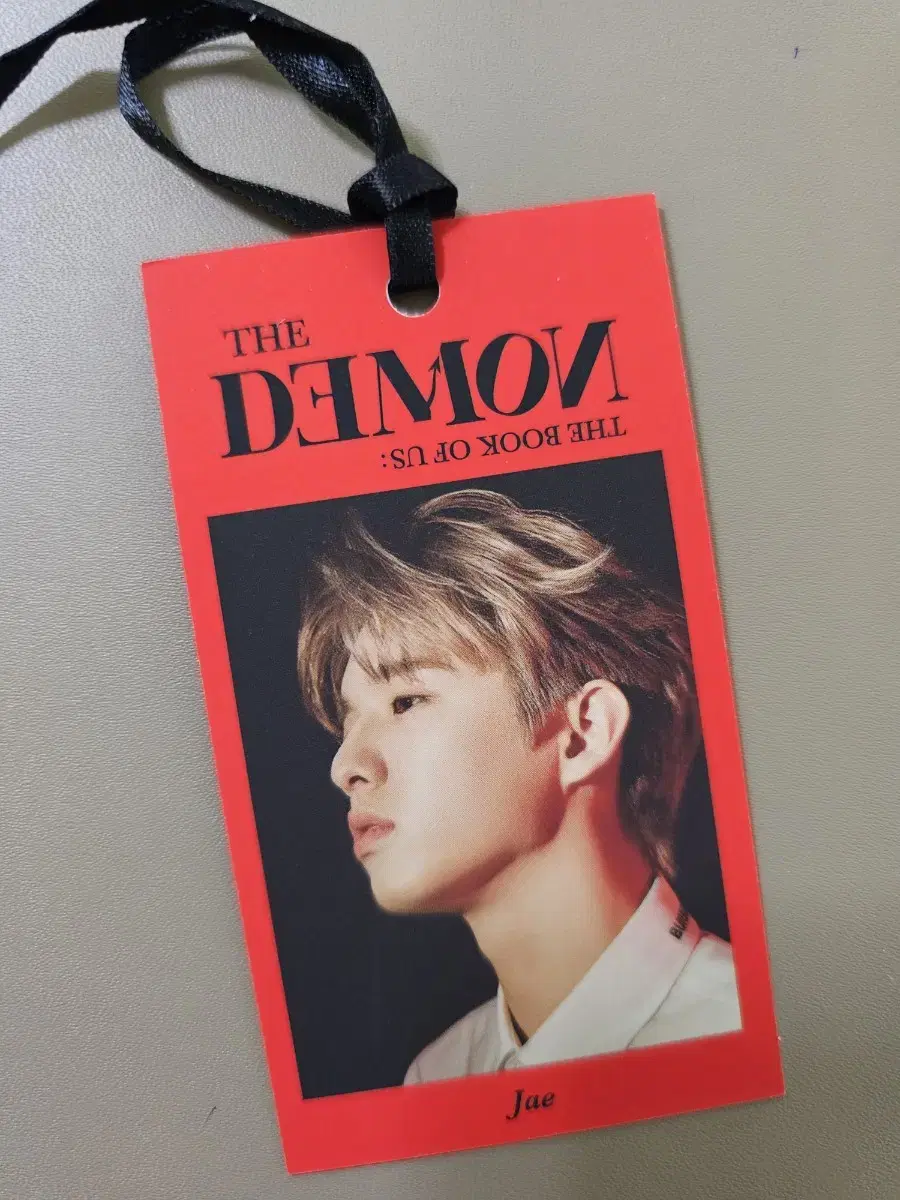 THE
DEMON
THE BOOK OF US:
Jae